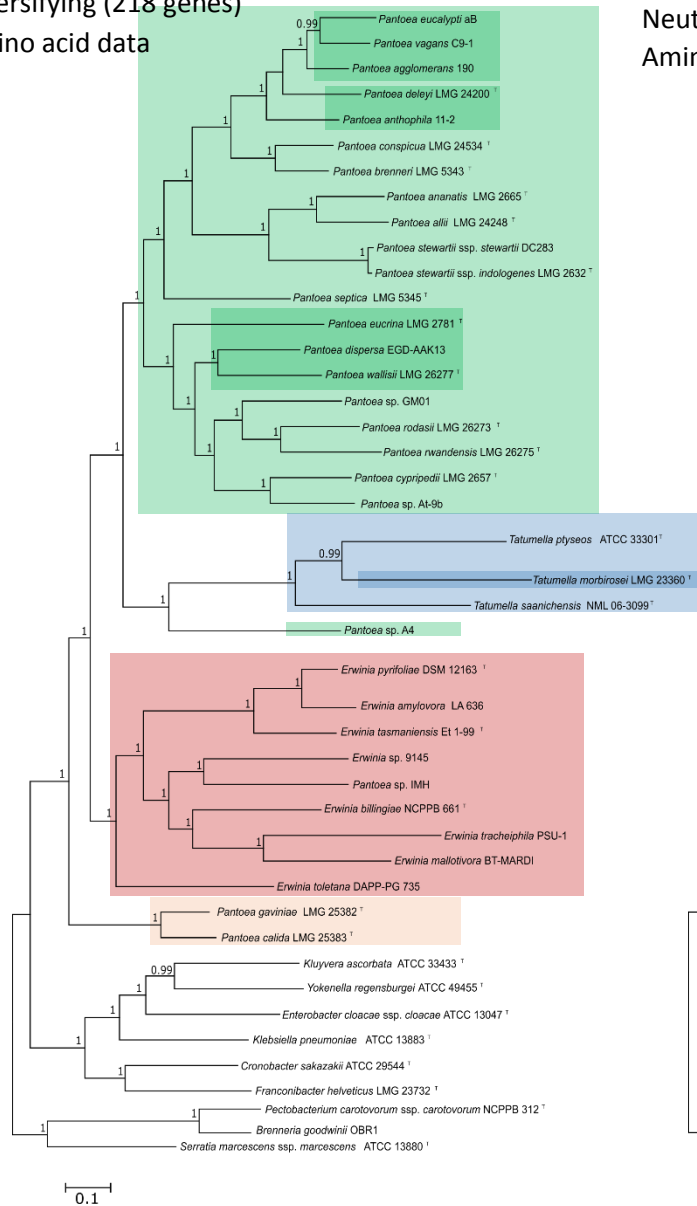 ersifying (218 genes)
ino acid data
Neut
Amin
0.99
Pantoea eucalypti aB
1
Pantoea vagans C9-1
1
Pantoea agglomerans 190
1
Pantoea deleyi LMG 24200 T
1
Pantoea anthophila 11-2
Pantoea conspicua LMG 24534 T
1
Pantoea brenneri LMG 5343 T
1
Pantoea ananatis LMG 2665 T
1
Pantoea allii LMG 24248 T
1
Pantoea stewartii ssp. stewartii DC283
1
Pantoea stewartii ssp. indologenes LMG 2632 T
1
Pantoea septica LMG 5345 T
1
Pantoea eucrina LMG 2781 T
1
Pantoea dispersa EGD-AAK13
1
Pantoea wallisii LMG 26277 T
1
Pantoea sp. GM01
1
Pantoea rodasii LMG 26273 T
1
Pantoea rwandensis LMG 26275 T
1
Pantoea cypripedii LMG 2657 T
1
Pantoea sp. At-9b
1
Tatumella ptyseos ATCC 33301 T
0.99
Tatumella morbirosei LMG 23360 T
1
Tatumella saanichensis NML 06-3099 T
1
Pantoea sp. A4
1
Erwinia pyrifoliae DSM 12163 T
1
Erwinia amylovora LA 636
1
Erwinia tasmaniensis Et 1-99 T
1
Erwinia sp. 9145
1
Pantoea sp. IMH
1
Erwinia billingiae NCPPB 661 T
1
Erwinia tracheiphila PSU-1
1
Erwinia mallotivora BT-MARDI
1
Erwinia toletana DAPP-PG 735
1
Pantoea gaviniae LMG 25382 T
1
Pantoea calida LMG 25383 T
Kluyvera ascorbata ATCC 33433 T
0.99
Yokenella regensburgei ATCC 49455 T
1
Enterobacter cloacae ssp. cloacae ATCC 13047 T
1
Klebsiella pneumoniae ATCC 13883 T
1
Cronobacter sakazakii ATCC 29544 T
1
Franconibacter helveticus LMG 23732 T
Pectobacterium carotovorum ssp. carotovorum NCPPB 312 T
1
Brenneria goodwinii OBR1
1
Serratia marcescens ssp. marcescens ATCC 13880 T
0.1